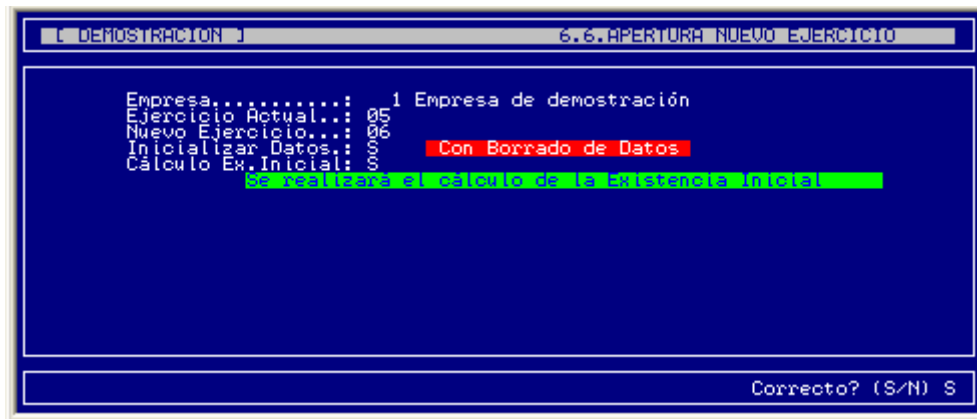 [ DEMOSTRACION ] 6.6.APERTURA NUEVO EJERCICIO
Empresa...........: 1 Empresa de demostración
Ejercicio Actual..: 05
Nuevo Ejercicio...: 06
Inicializar Datos.: S Con Borrado de Datos
Cálculo Ex.Inicial: S
Se realizará el cálculo de la Existencia Inicial
Correcto? (S/N) S